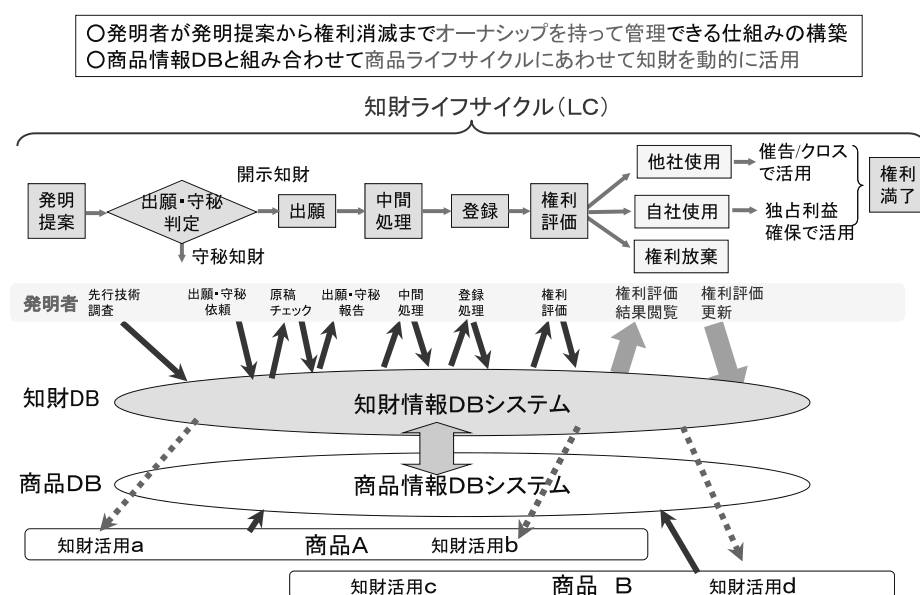 ○発明者が発明提案から権利消滅までオーナシップを持って管理できる仕組みの構築
○商品情報DBと組み合わせて商品ライフサイクルにあわせて知財を動的に活用
知財ライフサイクル(LC)
発明
提案
出願・守秘
判定
開示知財
守秘知財
出願
中間
処理
登録
権利
評価
他社使用
自社使用
権利放棄
催告/クロス
で活用
独占利益
確保で活用
権利
満了
発明者
先行技術
調査
出願・守秘
依頼
原稿
チェック
出願・守秘
報告
中間
処理
登録
処理
権利
評価
権利評価
結果閲覧
権利評価
更新
知財DB
知財情報DBシステム
商品DB
商品情報DBシステム
知財活用a
商品A
知財活用b
知財活用c
商品 B
知財活用d